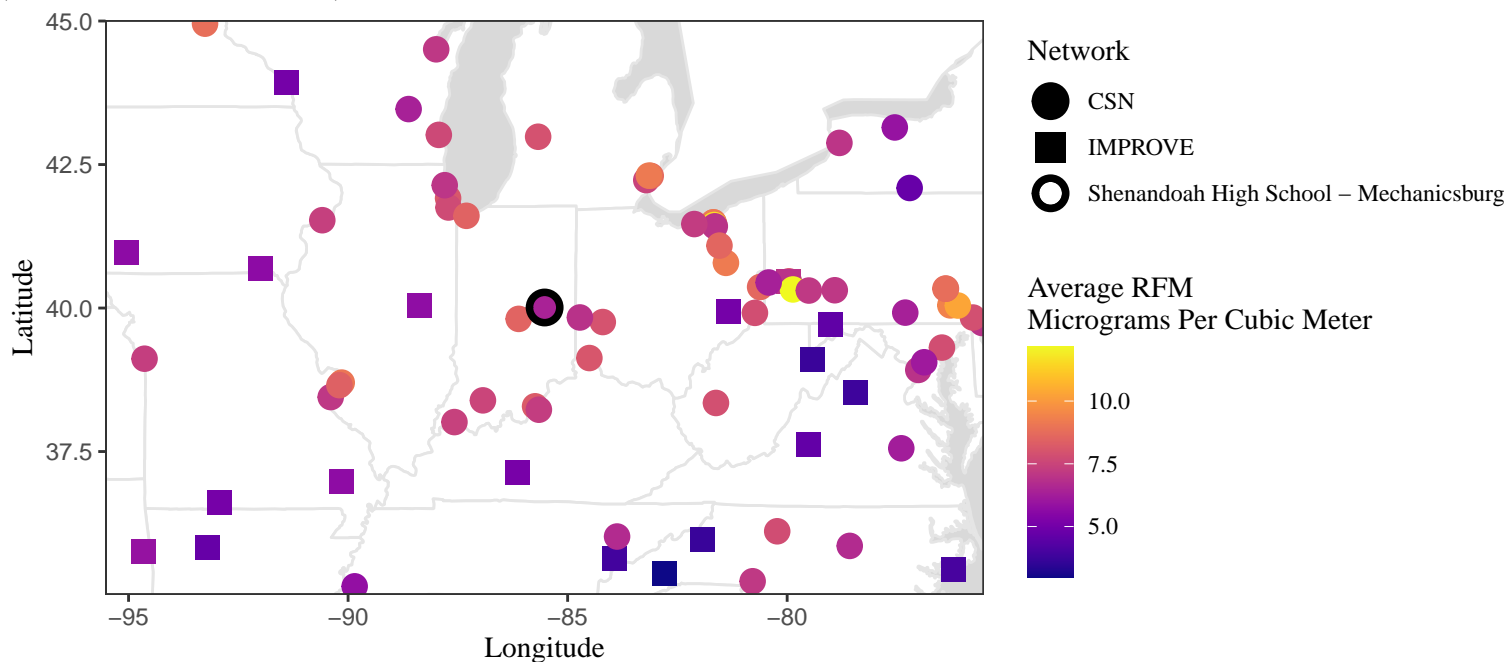 45.0
42.5
40.0
37.5
−95
−90
−85
−80
Longitude
Latitude
Network
CSN
IMPROVE
Shenandoah High School − Mechanicsburg
Average RFM
Micrograms Per Cubic Meter
10.0
7.5
5.0